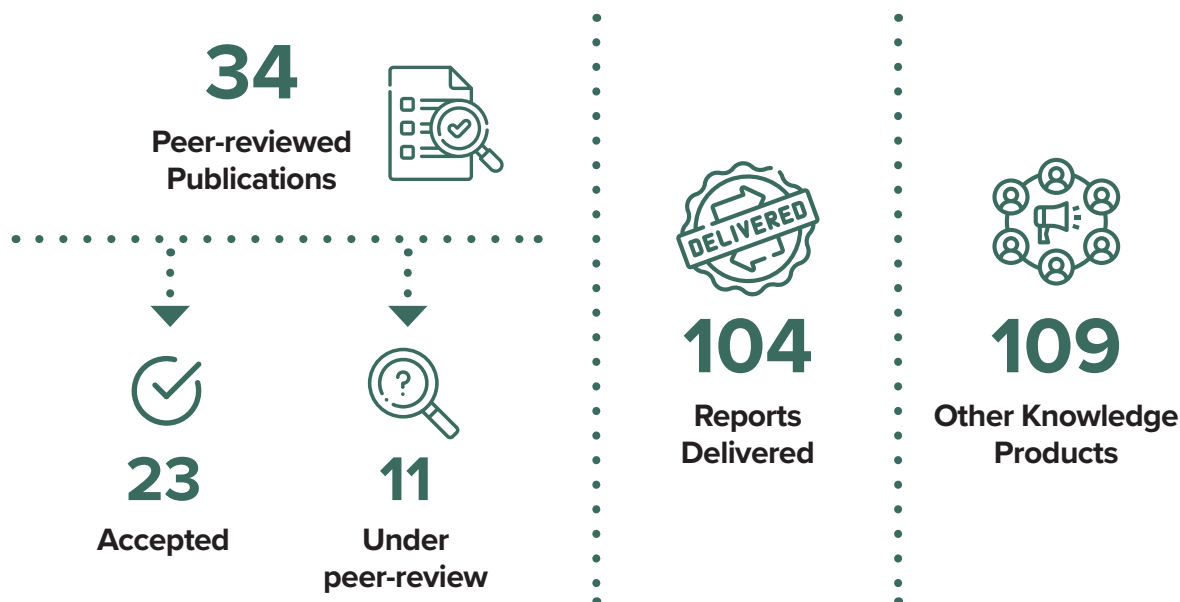 34
Peer-reviewed
Publications
23
Accepted
?
11
Under
peer-review
DELIVERED
104
Reports
Delivered
109
Other Knowledge
Products